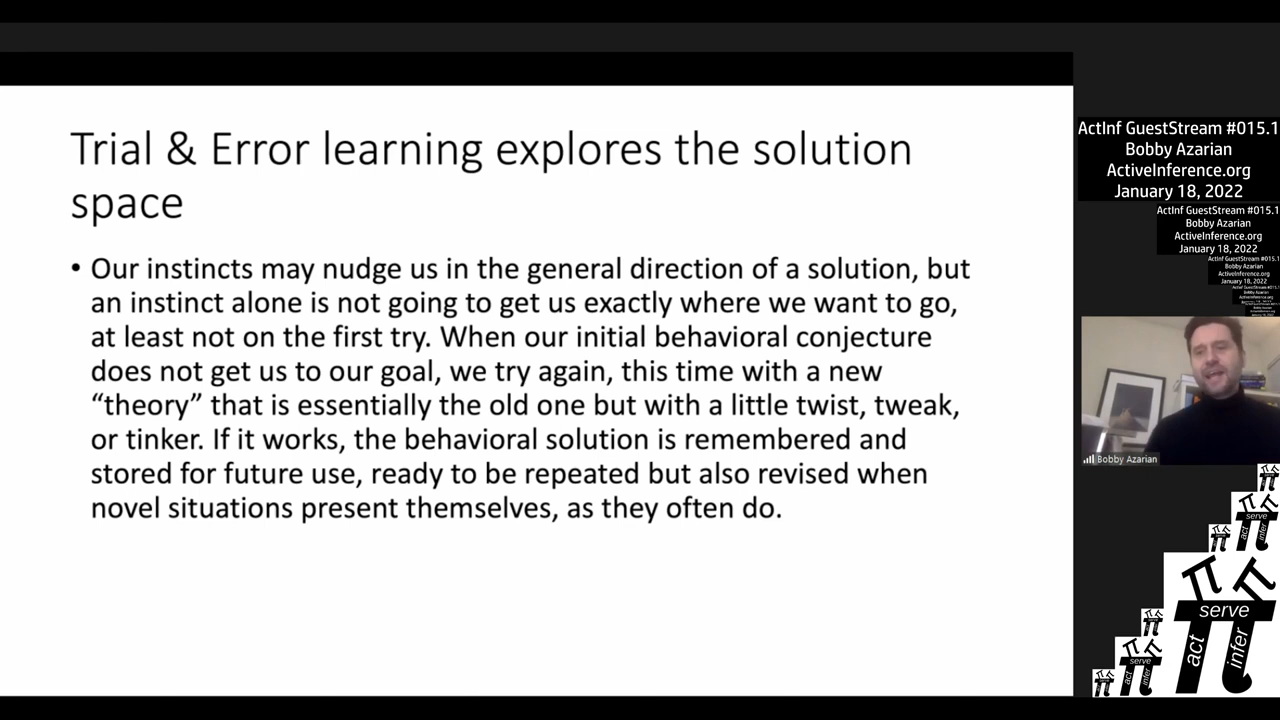 Trial & Error learning explores the solution
space
• Our instincts may nudge us in the general direction of a solution, but
an instinct alone is not going to get us exactly where we want to go,
at least not on the first try. When our initial behavioral conjecture
does not get us to our goal, we try again, this time with a new
“theory” that is essentially the old one but with a little twist, tweak,
or tinker. If it works, the behavioral solution is remembered and
stored for future use, ready to be repeated but also revised when
novel situations present themselves, as they often do.
ActInf GuestStream #015.1
Bobby Azarian
ActiveInference.org
January 18, 2022
ActInf GuestStream #015.1
Bobby Azarian
ActiveInference.org
January 18, 2022
ActInf GuestStream #015.1
Bobby Azarian
ActiveInference.org
January 18, 2022
Bobby Azarian
serve
act
infer
serve
act
infer
serve
act
infer